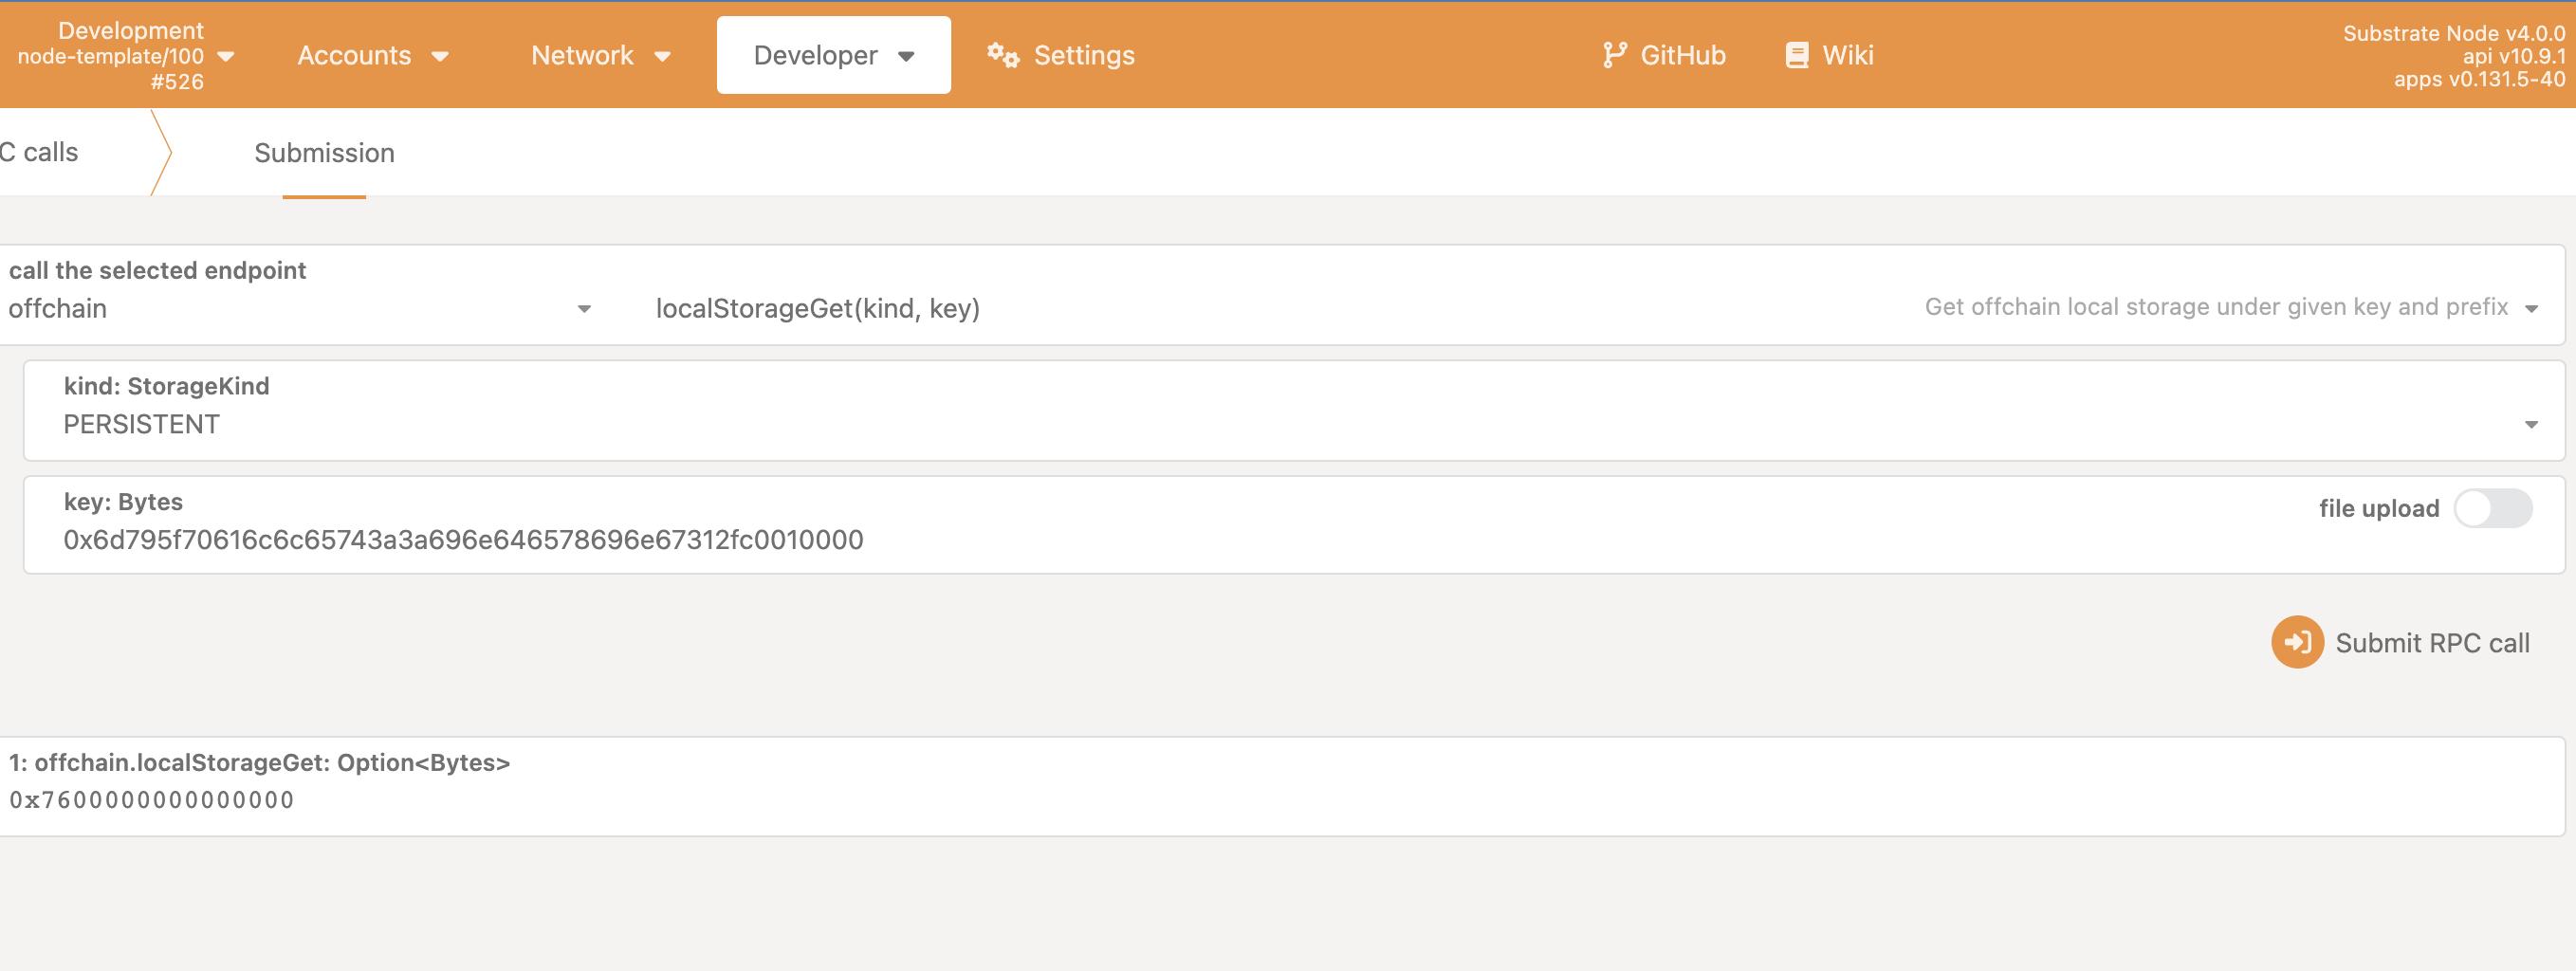 Development
node-template/100
#526
Accounts
Network
Developer
Settings
GitHub
Wiki
Substrate Node v4.0.0
api v10.9.1
apps v0.131.5-40
C calls
Submission
call the selected endpoint
offchain
localStorageGet(kind, key)
Get offchain local storage under given key and prefix
kind: StorageKind
PERSISTENT
key: Bytes
0x6d795f70616c6c65743a3a696e646578696e67312fc0010000
file upload
Submit RPC call
1: offchain.localStorageGet: Option<Bytes>
0x7600000000000000